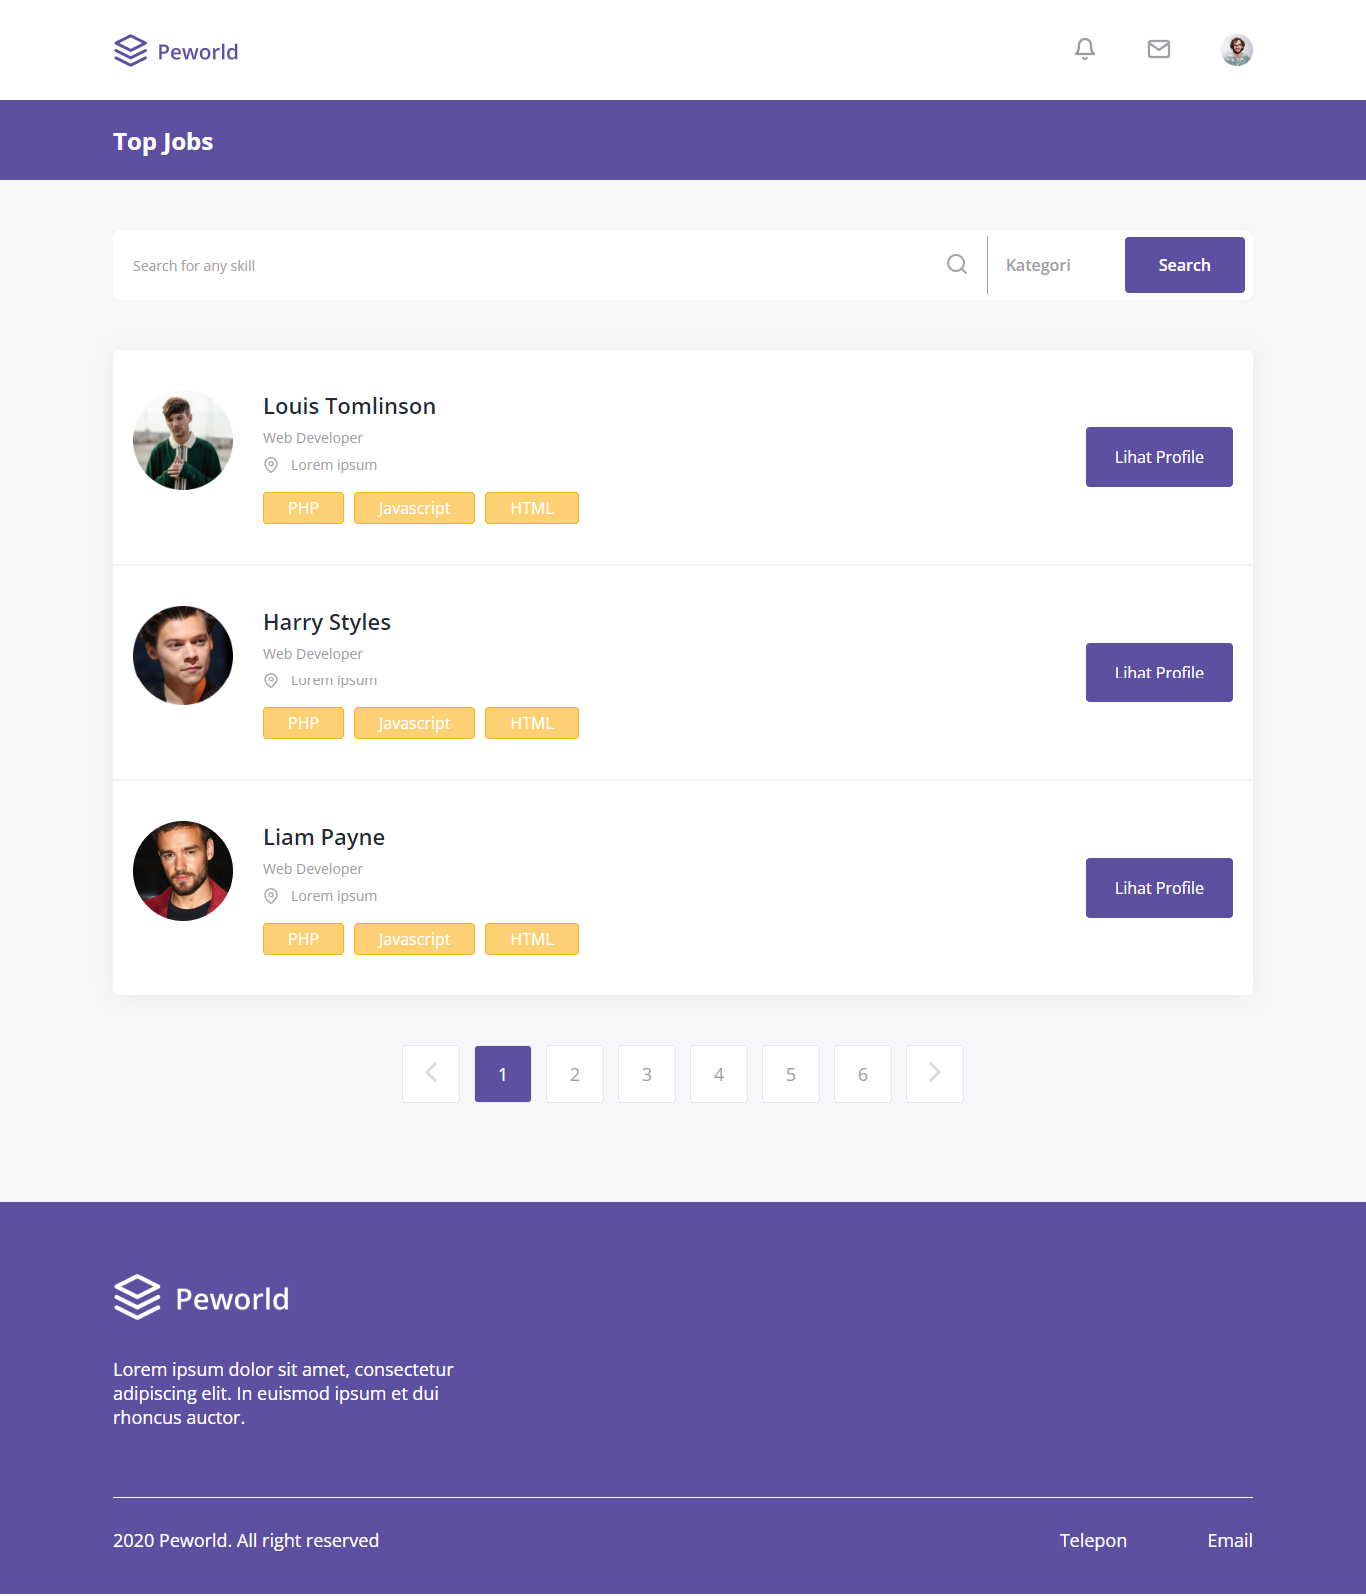 Peworld
Top Jobs
Search for any skill
Kategori
Search
Louis Tomlinson
Web Developer
Lorem ipsum
PHP
Javascript
HTML
Lihat Profile
Harry Styles
Web Developer
Lorem ipsum
PHP
Javascript
HTML
Lihat Profile
Liam Payne
Web Developer
Lorem ipsum
PHP
Javascript
HTML
Lihat Profile
1 2 3 4 5 6
Peworld
Lorem ipsum dolor sit amet, consectetur
adipiscing elit. In euismod ipsum et dui
rhoncus auctor.
2020 Peworld. All right reserved
Telepon
Email